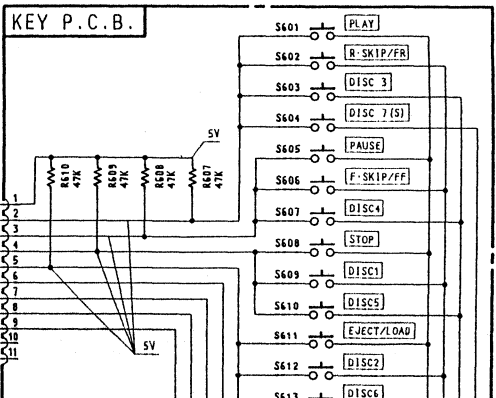 KEY P.C.B.
S601 PLAY
S602 R·SKIP/FR
S603 DISC 3
S604 DISC 7(S)
5V
S605 PAUSE
R610 47K
R609 47K
R608 47K
R607 47K
S606 F·SKIP/FF
1
S607 DISC4
2
3
S608 STOP
4
5
S609 DISC1
6
7
S610 DISC5
8
9
S611 EJECT/LOAD
10
5V
11
S612 DISC2
S613 DISC6